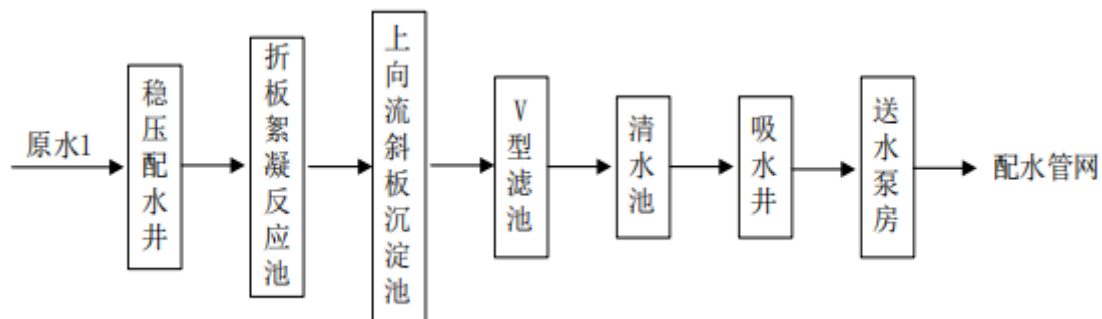 原水1
稳压配水井
折板絮凝反应池
上向流斜板沉淀池
V型滤池
清水池
吸水井
送水泵房
配水管网